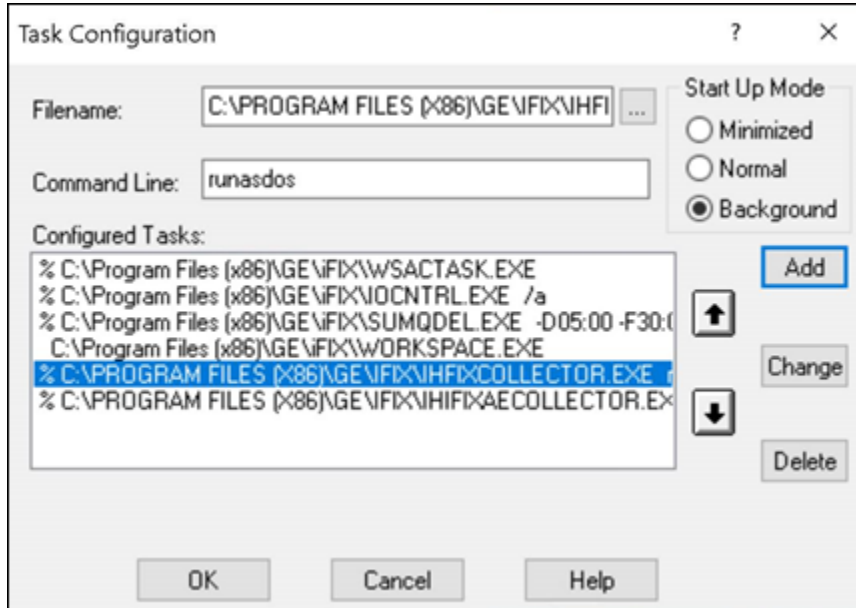 Task Configuration
?
Filename:
C:\PROGRAM FILES (X86)\GE\IFIX\IHFI
...
Command Line:
runasdos
Start Up Mode
Minimized
Normal
Background
Configured Tasks:
% C:\Program Files (x86)\GE\iFIX\WSACTASK.EXE
% C:\Program Files (x86)\GE\iFIX\IOCNTRL.EXE /a
% C:\Program Files (x86)\GE\iFIX\SUMQDEL.EXE -D05:00 -F30:(
C:\Program Files (x86)\GE\iFIX\WORKSPACE.EXE
% C:\PROGRAM FILES (X86)\GE\IFIX\IHFIXCOLLECTOR.EXE r
% C:\PROGRAM FILES (X86)\GE\IFIX\IHIFIXAECOLLECTOR.EX
Add
Change
Delete
OK
Cancel
Help